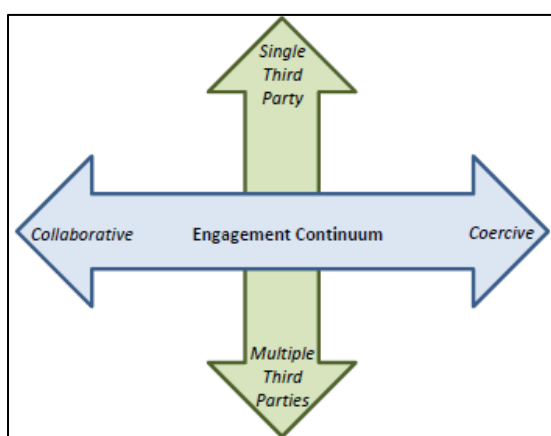 Single
Third
Party
Collaborative Engagement Continuum Coercive
Multiple
Third
Parties